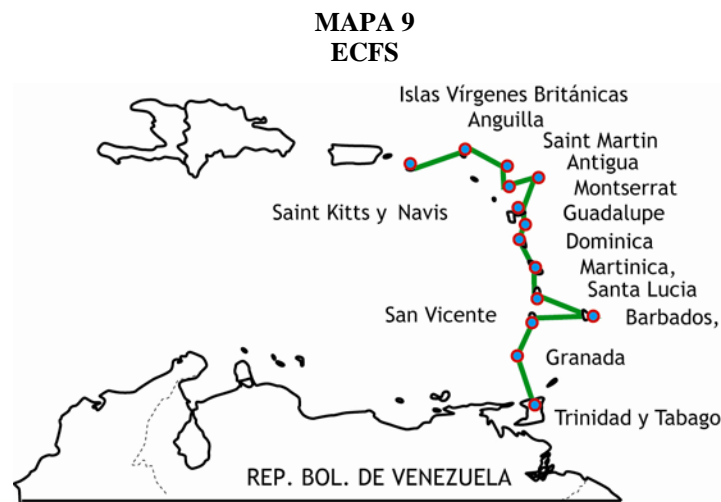 MAPA 9
ECFS
Islas Vírgenes Británicas
Anguilla
Saint Martin
Antigua
Montserrat
Saint Kitts y Navis
Guadalupe
Dominica
Martinica,
Santa Lucia
San Vicente
Barbados,
Granada
Trinidad y Tabago
REP. BOL. DE VENEZUELA